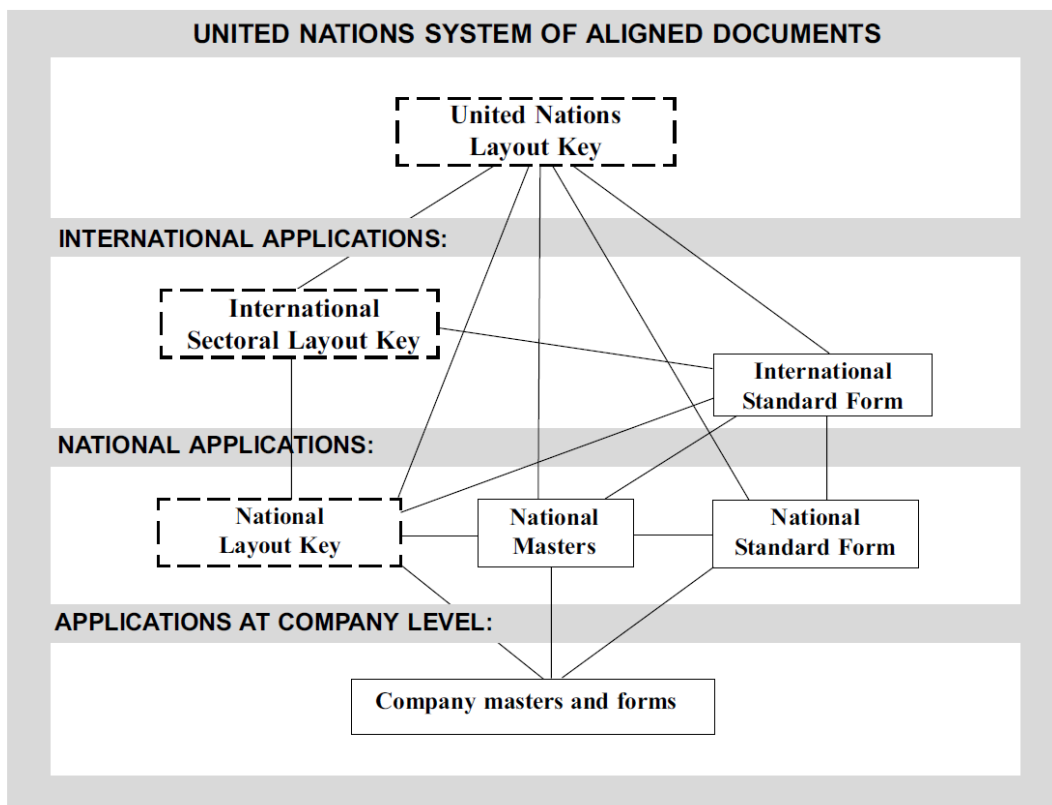 UNITED NATIONS SYSTEM OF ALIGNED DOCUMENTS
United Nations
Layout Key
INTERNATIONAL APPLICATIONS:
International
Sectoral Layout Key
International
Standard Form
NATIONAL APPLICATIONS:
National
Layout Key
National
Masters
National
Standard Form
APPLICATIONS AT COMPANY LEVEL:
Company masters and forms